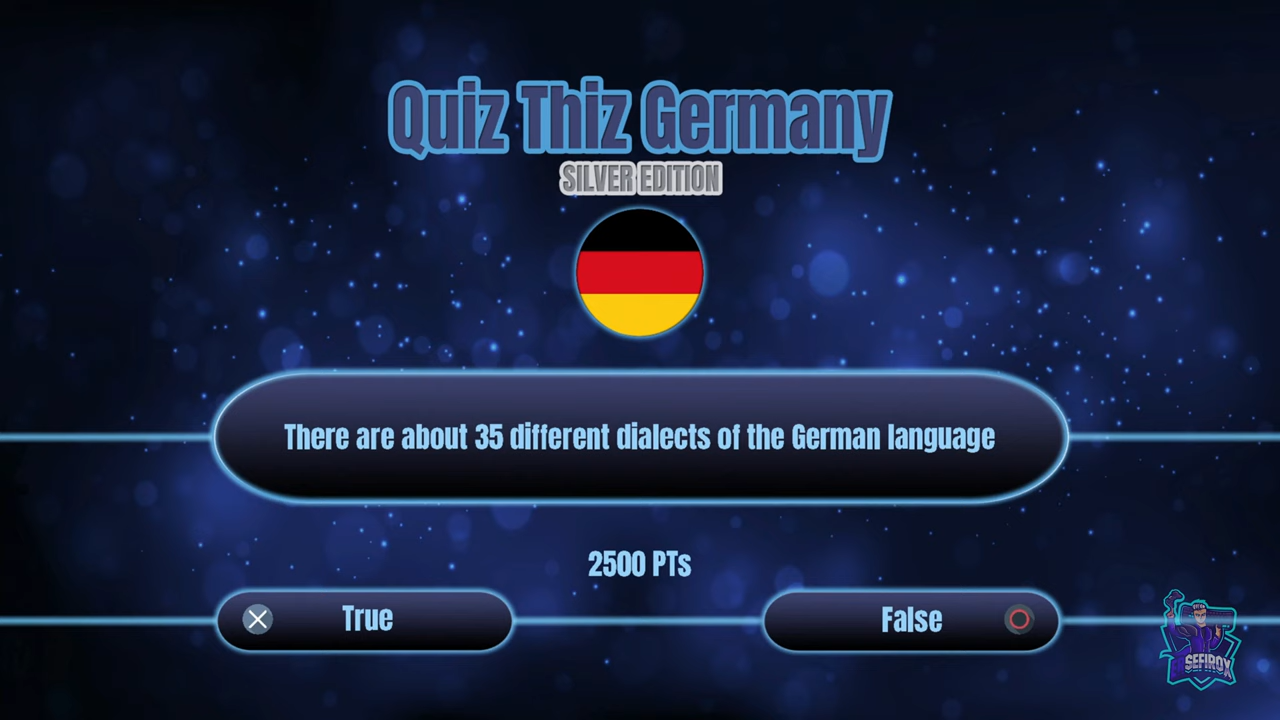 Quiz Thiz Germany
SILVER EDITION
There are about 35 different dialects of the German language
2500 PTs
True
False
SEFIROX